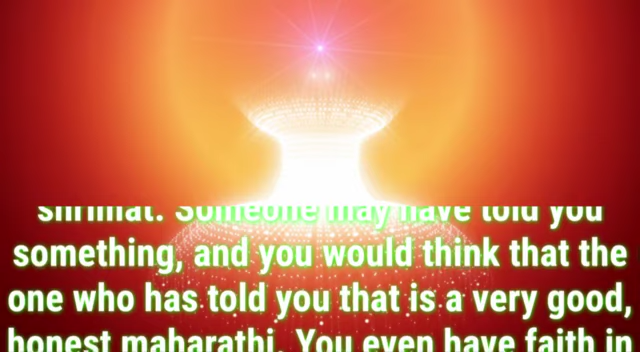 shrimat. Someone may have told you
something, and you would think that the
one who has told you that is a very good,
honest maharathi. You even have faith in